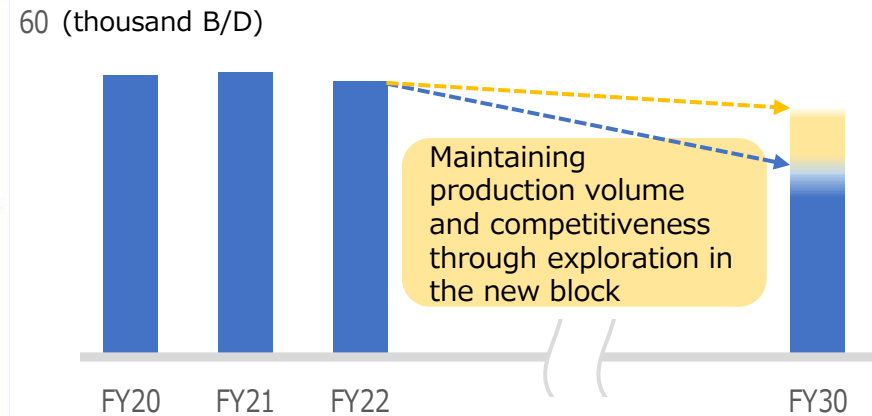 60 (thousand B/D)
Maintaining
production volume
and competitiveness
through exploration in
the new block
FY20 FY21 FY22 FY30